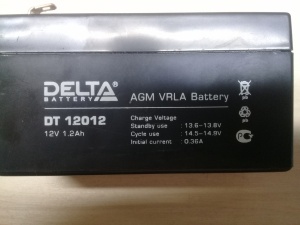 DELTA
BATTERY
AGM VRLA Battery
DT 12012
12V 1.2Ah
Charge Voltage
Standby use : 13.6~13.8V
Cycle use : 14.5~14.9V
Initial current : 0.36A
Pb